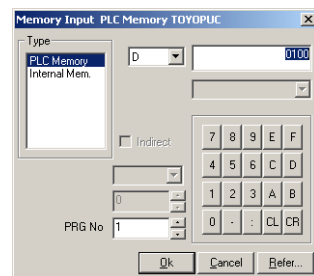 Memory Input PLC Memory TOYOPUC
Type
PLC Memory
Internal Mem.
D
0100
Indirect
7 8 9 E F
4 5 6 C D
0
1 2 3 A B
PRG No 1
0 - : CL CR
Ok Cancel Refer...